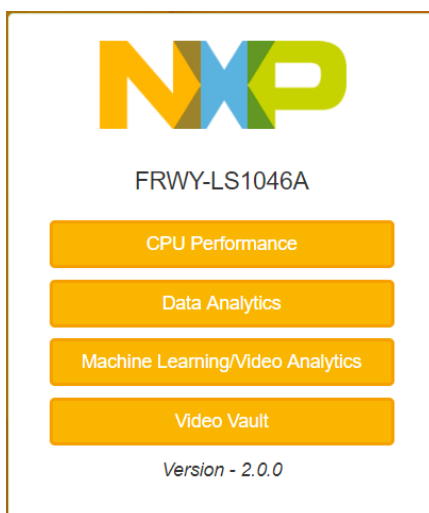 NXP
FRWY-LS1046A
CPU Performance
Data Analytics
Machine Learning/Video Analytics
Video Vault
Version - 2.0.0